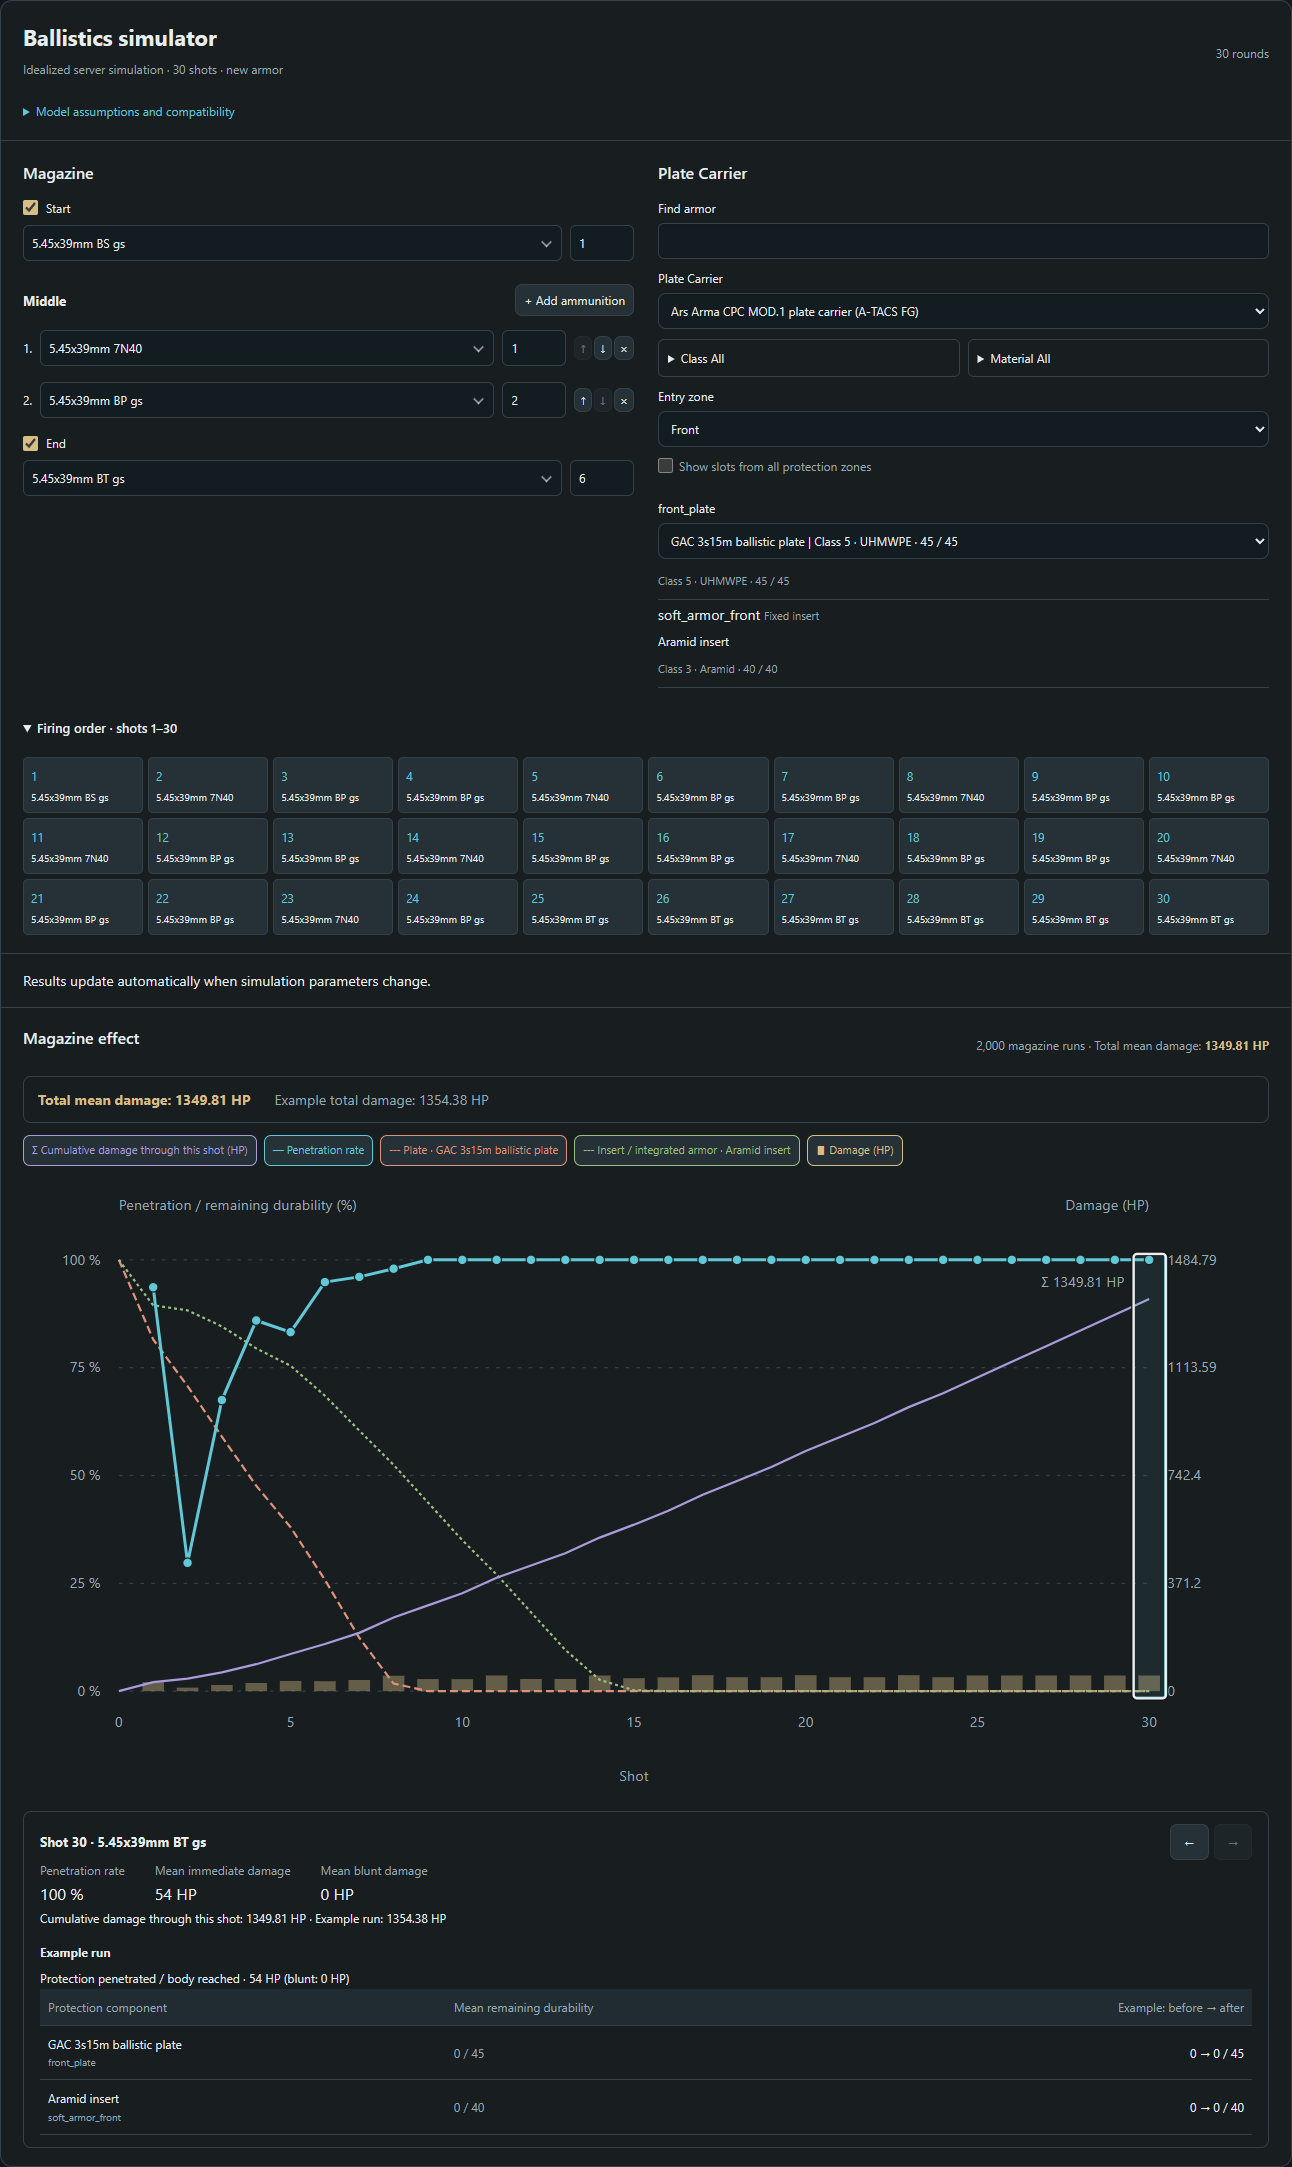 Ballistics simulator
Idealized server simulation · 30 shots · new armor
30 rounds
▶ Model assumptions and compatibility
Magazine
Start
5.45x39mm BS gs
1
Middle
+ Add ammunition
1.
5.45x39mm 7N40
1
↑ ↓ ×
2.
5.45x39mm BP gs
2
↑ ↓ ×
End
5.45x39mm BT gs
6
Plate Carrier
Find armor
Plate Carrier
Ars Arma CPC MOD.1 plate carrier (A-TACS FG)
▶ Class All
▶ Material All
Entry zone
Front
Show slots from all protection zones
front_plate
GAC 3s15m ballistic plate | Class 5 · UHMWPE · 45 / 45
Class 5 · UHMWPE · 45 / 45
soft_armor_front Fixed insert
Aramid insert
Class 3 · Aramid · 40 / 40
▼ Firing order · shots 1–30
1
5.45x39mm BS gs
2
5.45x39mm 7N40
3
5.45x39mm BP gs
4
5.45x39mm BP gs
5
5.45x39mm 7N40
6
5.45x39mm BP gs
7
5.45x39mm BP gs
8
5.45x39mm 7N40
9
5.45x39mm BP gs
10
5.45x39mm BP gs
11
5.45x39mm 7N40
12
5.45x39mm BP gs
13
5.45x39mm BP gs
14
5.45x39mm 7N40
15
5.45x39mm BP gs
16
5.45x39mm BP gs
17
5.45x39mm 7N40
18
5.45x39mm BP gs
19
5.45x39mm BP gs
20
5.45x39mm 7N40
21
5.45x39mm BP gs
22
5.45x39mm BP gs
23
5.45x39mm 7N40
24
5.45x39mm BP gs
25
5.45x39mm BT gs
26
5.45x39mm BT gs
27
5.45x39mm BT gs
28
5.45x39mm BT gs
29
5.45x39mm BT gs
30
5.45x39mm BT gs
Results update automatically when simulation parameters change.
Magazine effect
2,000 magazine runs · Total mean damage: 1349.81 HP
Total mean damage: 1349.81 HP
Example total damage: 1354.38 HP
Σ Cumulative damage through this shot (HP)
— Penetration rate
--- Plate · GAC 3s15m ballistic plate
--- Insert / integrated armor · Aramid insert
Damage (HP)
Penetration / remaining durability (%)
Damage (HP)
100 %
1484.79
Σ 1349.81 HP
75 %
1113.59
50 %
742.4
25 %
371.2
0 %
0
0
5
10
15
20
25
30
Shot
Shot 30 · 5.45x39mm BT gs
← →
Penetration rate
Mean immediate damage
Mean blunt damage
100 %
54 HP
0 HP
Cumulative damage through this shot: 1349.81 HP · Example run: 1354.38 HP
Example run
Protection penetrated / body reached · 54 HP (blunt: 0 HP)
Protection component
Mean remaining durability
Example: before → after
GAC 3s15m ballistic plate
front_plate
0 / 45
0 → 0 / 45
Aramid insert
soft_armor_front
0 / 40
0 → 0 / 40